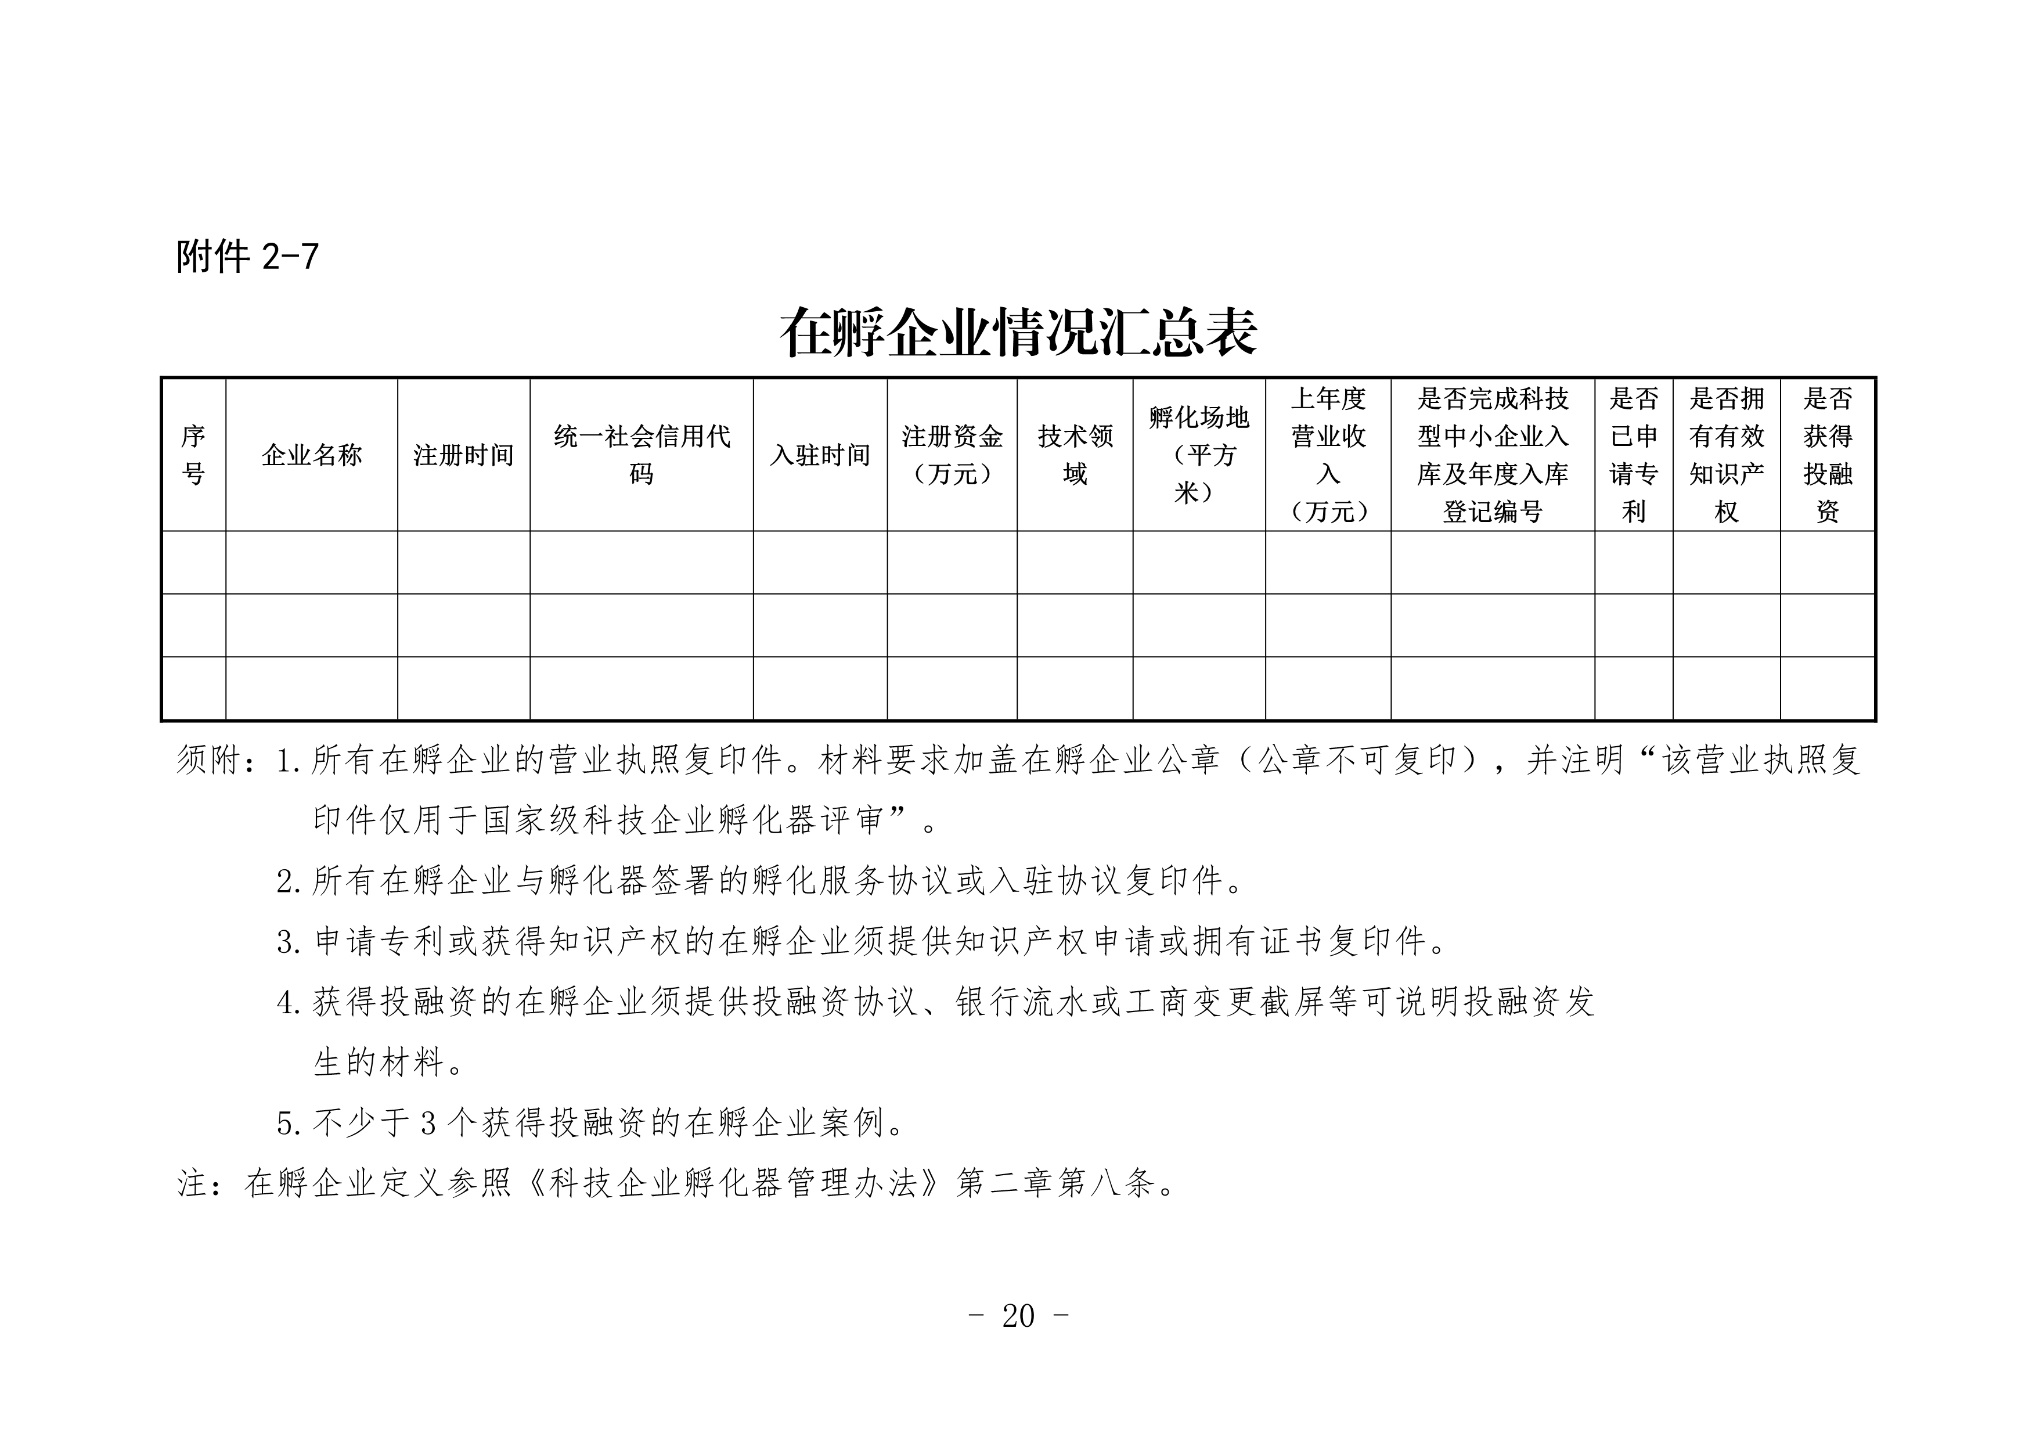 附件 2-7
在孵企业情况汇总表
序
号
企业名称
注册时间
统一社会信用代
码
入驻时间
注册资金
（万元）
技术领
域
孵化场地
（平方
米）
上年度
营业收
入
（万元）
是否完成科技
型中小企业入
库及年度入库
登记编号
是否
已申
请专
利
是否拥
有有效
知识产
权
是否
获得
投融
资
须附：1.所有在孵企业的营业执照复印件。材料要求加盖在孵企业公章（公章不可复印），并注明“该营业执照复
印件仅用于国家级科技企业孵化器评审”。
2.所有在孵企业与孵化器签署的孵化服务协议或入驻协议复印件。
3.申请专利或获得知识产权的在孵企业须提供知识产权申请或拥有证书复印件。
4.获得投融资的在孵企业须提供投融资协议、银行流水或工商变更截屏等可说明投融资发
生的材料。
5.不少于 3 个获得投融资的在孵企业案例。
注：在孵企业定义参照《科技企业孵化器管理办法》第二章第八条。
- 20 -